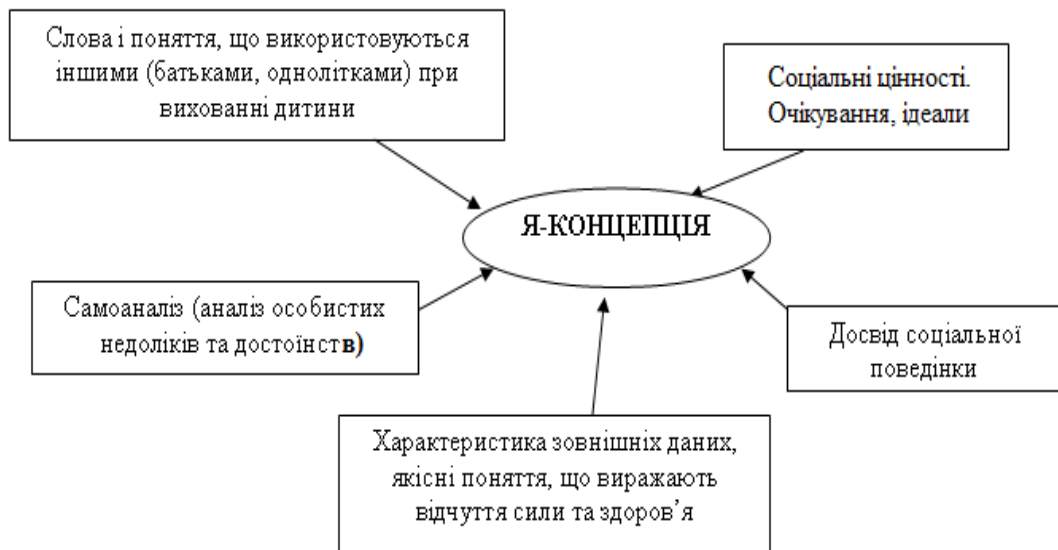 Слова і поняття, що використовуються
іншими (батьками, однолітками) при
вихованні дитини
Соціальні цінності.
Очікування, ідеали
Я-КОНЦЕПЦІЯ
Самоаналіз (аналіз особистих
недоліків та достоїнств)
Досвід соціальної
поведінки
Характеристика зовнішніх даних,
якісні поняття, що виражають
відчуття сили та здоров’я